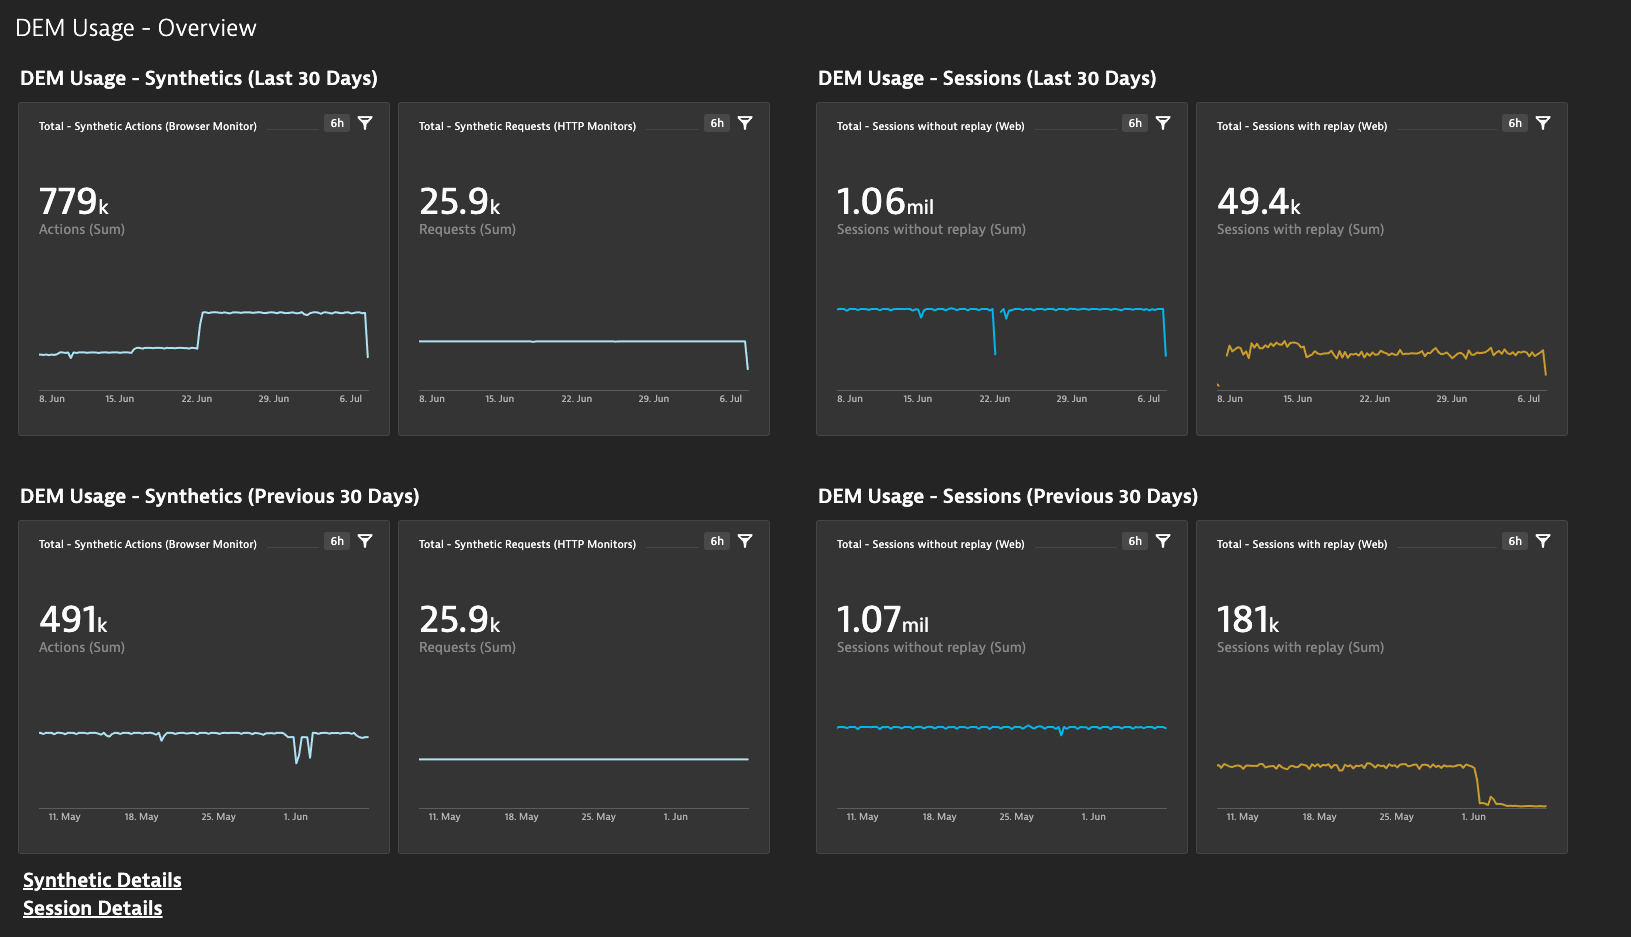 DEM Usage - Overview
DEM Usage - Synthetics (Last 30 Days)
Total - Synthetic Actions (Browser Monitor)
6h
779k
Actions (Sum)
8. Jun 15. Jun 22. Jun 29. Jun 6. Jul
Total - Synthetic Requests (HTTP Monitors)
6h
25.9k
Requests (Sum)
8. Jun 15. Jun 22. Jun 29. Jun 6. Jul
DEM Usage - Sessions (Last 30 Days)
Total - Sessions without replay (Web)
6h
1.06mil
Sessions without replay (Sum)
8. Jun 15. Jun 22. Jun 29. Jun 6. Jul
Total - Sessions with replay (Web)
6h
49.4k
Sessions with replay (Sum)
8. Jun 15. Jun 22. Jun 29. Jun 6. Jul
DEM Usage - Synthetics (Previous 30 Days)
Total - Synthetic Actions (Browser Monitor)
6h
491k
Actions (Sum)
11. May 18. May 25. May 1. Jun
Total - Synthetic Requests (HTTP Monitors)
6h
25.9k
Requests (Sum)
11. May 18. May 25. May 1. Jun
DEM Usage - Sessions (Previous 30 Days)
Total - Sessions without replay (Web)
6h
1.07mil
Sessions without replay (Sum)
11. May 18. May 25. May 1. Jun
Total - Sessions with replay (Web)
6h
181k
Sessions with replay (Sum)
11. May 18. May 25. May 1. Jun
Synthetic Details
Session Details